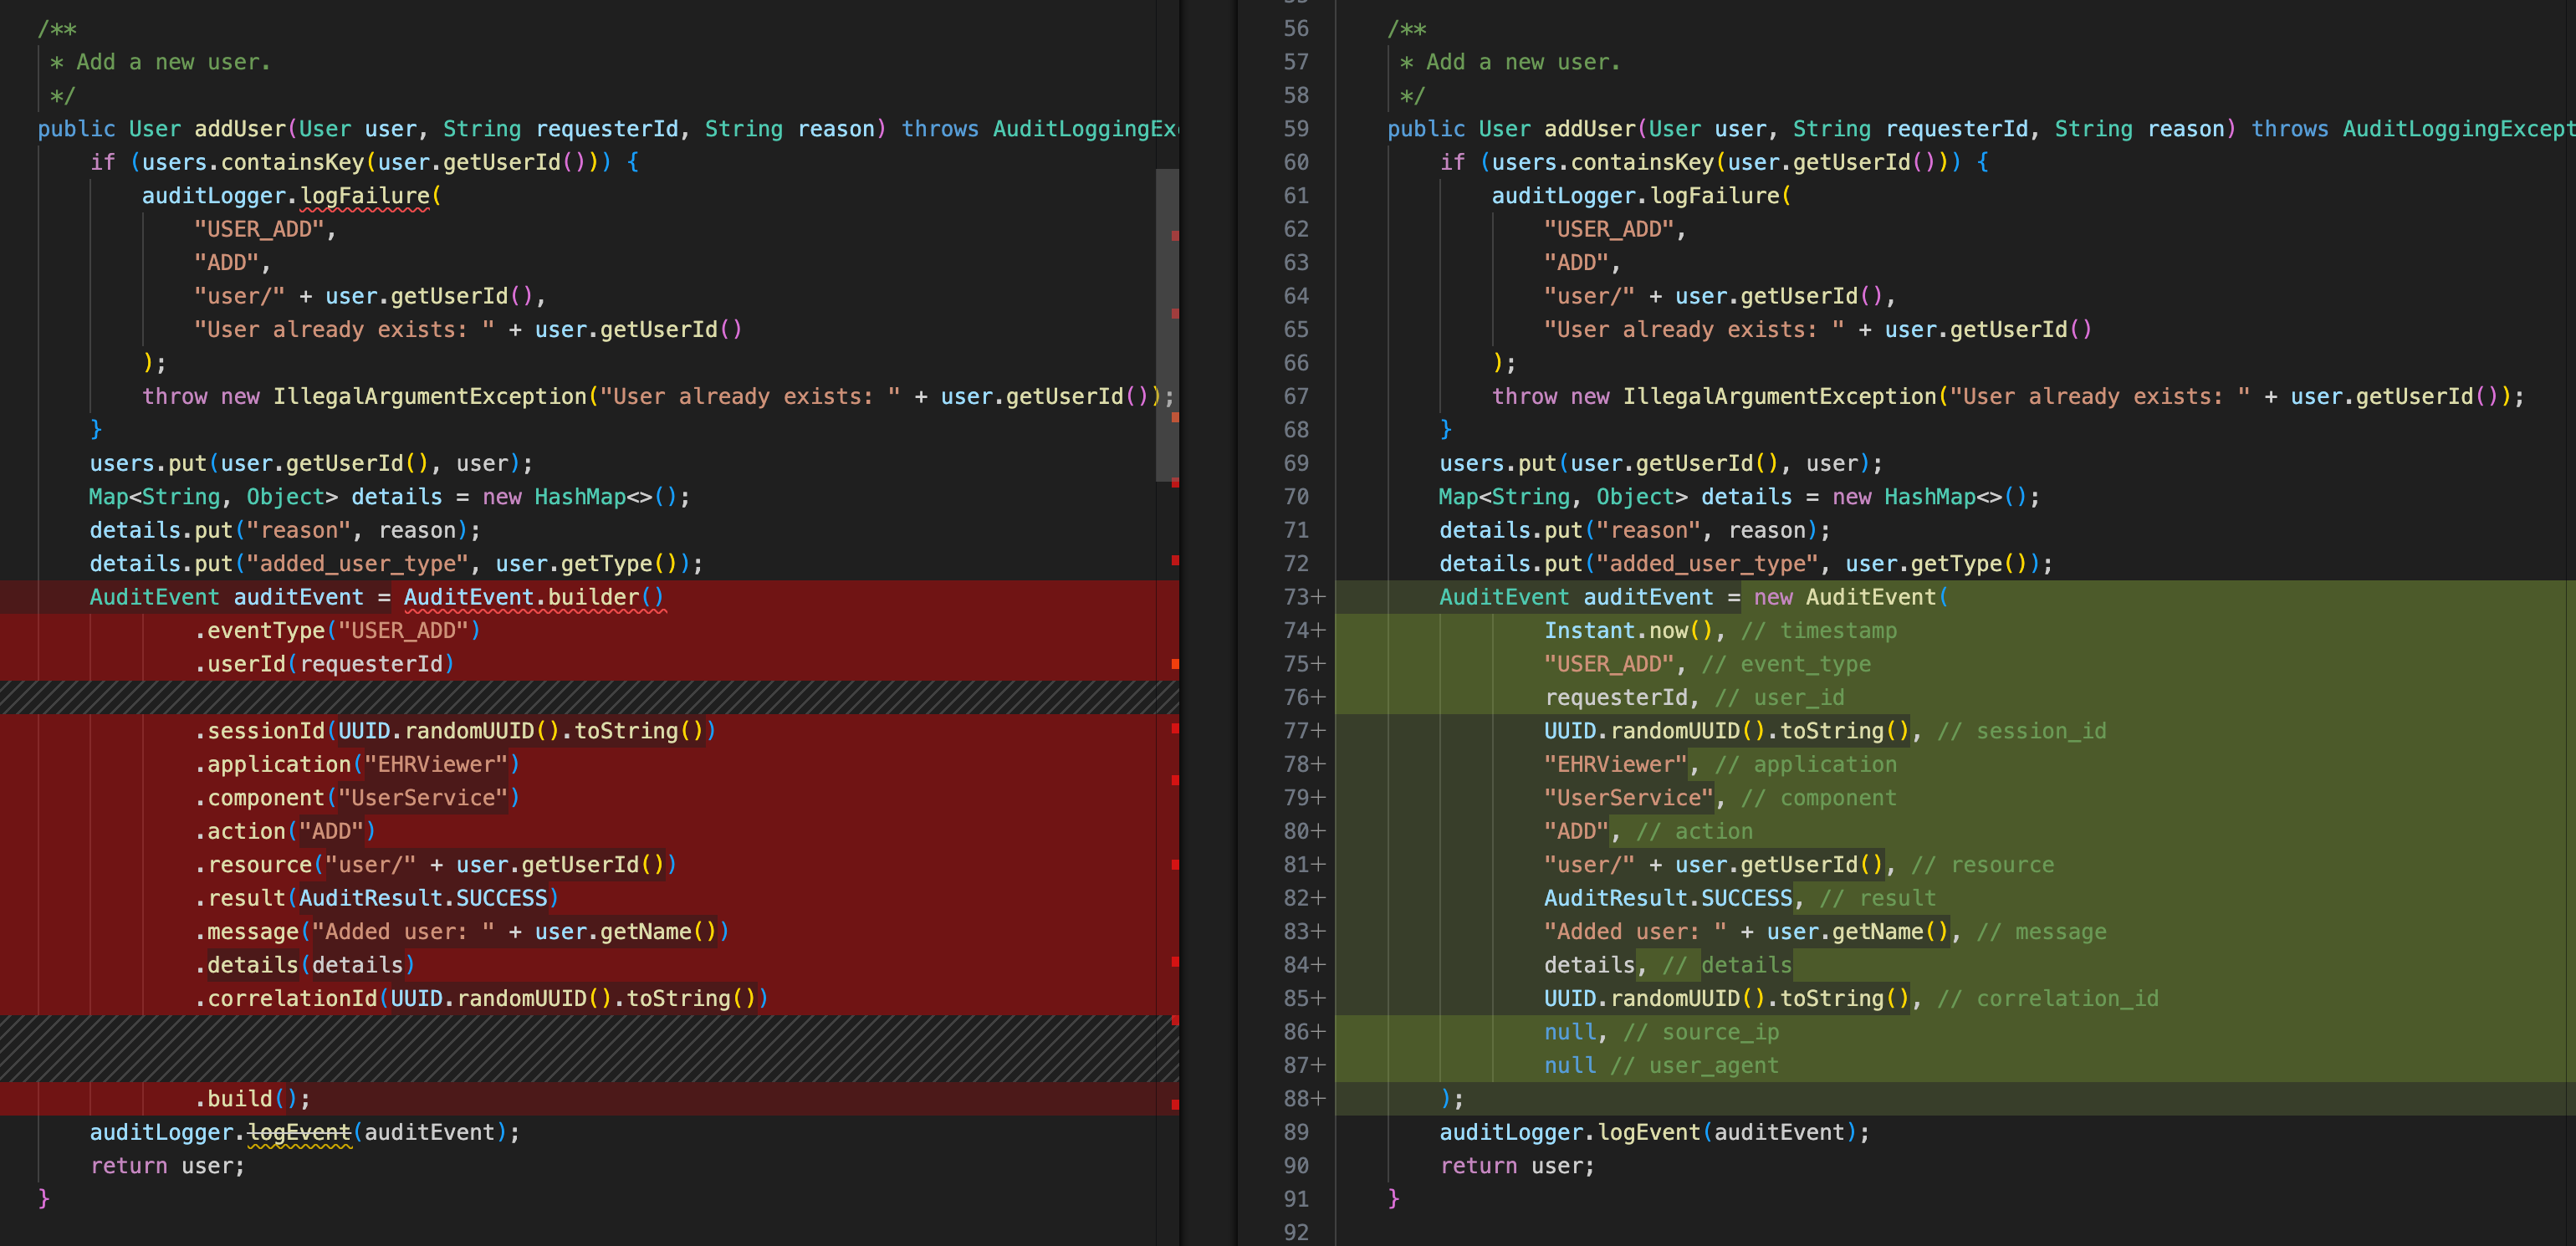 /**
 * Add a new user.
 */
public User addUser(User user, String requesterId, String reason) throws AuditLoggingEx
    if (users.containsKey(user.getUserId())) {
        auditLogger.logFailure(
            "USER_ADD",
            "ADD",
            "user/" + user.getUserId(),
            "User already exists: " + user.getUserId()
        );
        throw new IllegalArgumentException("User already exists: " + user.getUserId());
    }
    users.put(user.getUserId(), user);
    Map<String, Object> details = new HashMap<>();
    details.put("reason", reason);
    details.put("added_user_type", user.getType());
    AuditEvent auditEvent = AuditEvent.builder()
            .eventType("USER_ADD")
            .userId(requesterId)
            .sessionId(UUID.randomUUID().toString())
            .application("EHRViewer")
            .component("UserService")
            .action("ADD")
            .resource("user/" + user.getUserId())
            .result(AuditResult.SUCCESS)
            .message("Added user: " + user.getName())
            .details(details)
            .correlationId(UUID.randomUUID().toString())
            .build();
    auditLogger.logEvent(auditEvent);
    return user;
}
56 /**
57  * Add a new user.
58  */
59 public User addUser(User user, String requesterId, String reason) throws AuditLoggingExcept
60     if (users.containsKey(user.getUserId())) {
61         auditLogger.logFailure(
62             "USER_ADD",
63             "ADD",
64             "user/" + user.getUserId(),
65             "User already exists: " + user.getUserId()
66         );
67         throw new IllegalArgumentException("User already exists: " + user.getUserId());
68     }
69     users.put(user.getUserId(), user);
70     Map<String, Object> details = new HashMap<>();
71     details.put("reason", reason);
72     details.put("added_user_type", user.getType());
73+     AuditEvent auditEvent = new AuditEvent(
74+             Instant.now(), // timestamp
75+             "USER_ADD", // event_type
76+             requesterId, // user_id
77+             UUID.randomUUID().toString(), // session_id
78+             "EHRViewer", // application
79+             "UserService", // component
80+             "ADD", // action
81+             "user/" + user.getUserId(), // resource
82+             AuditResult.SUCCESS, // result
83+             "Added user: " + user.getName(), // message
84+             details, // details
85+             UUID.randomUUID().toString(), // correlation_id
86+             null, // source_ip
87+             null // user_agent
88+     );
89     auditLogger.logEvent(auditEvent);
90     return user;
91 }
92